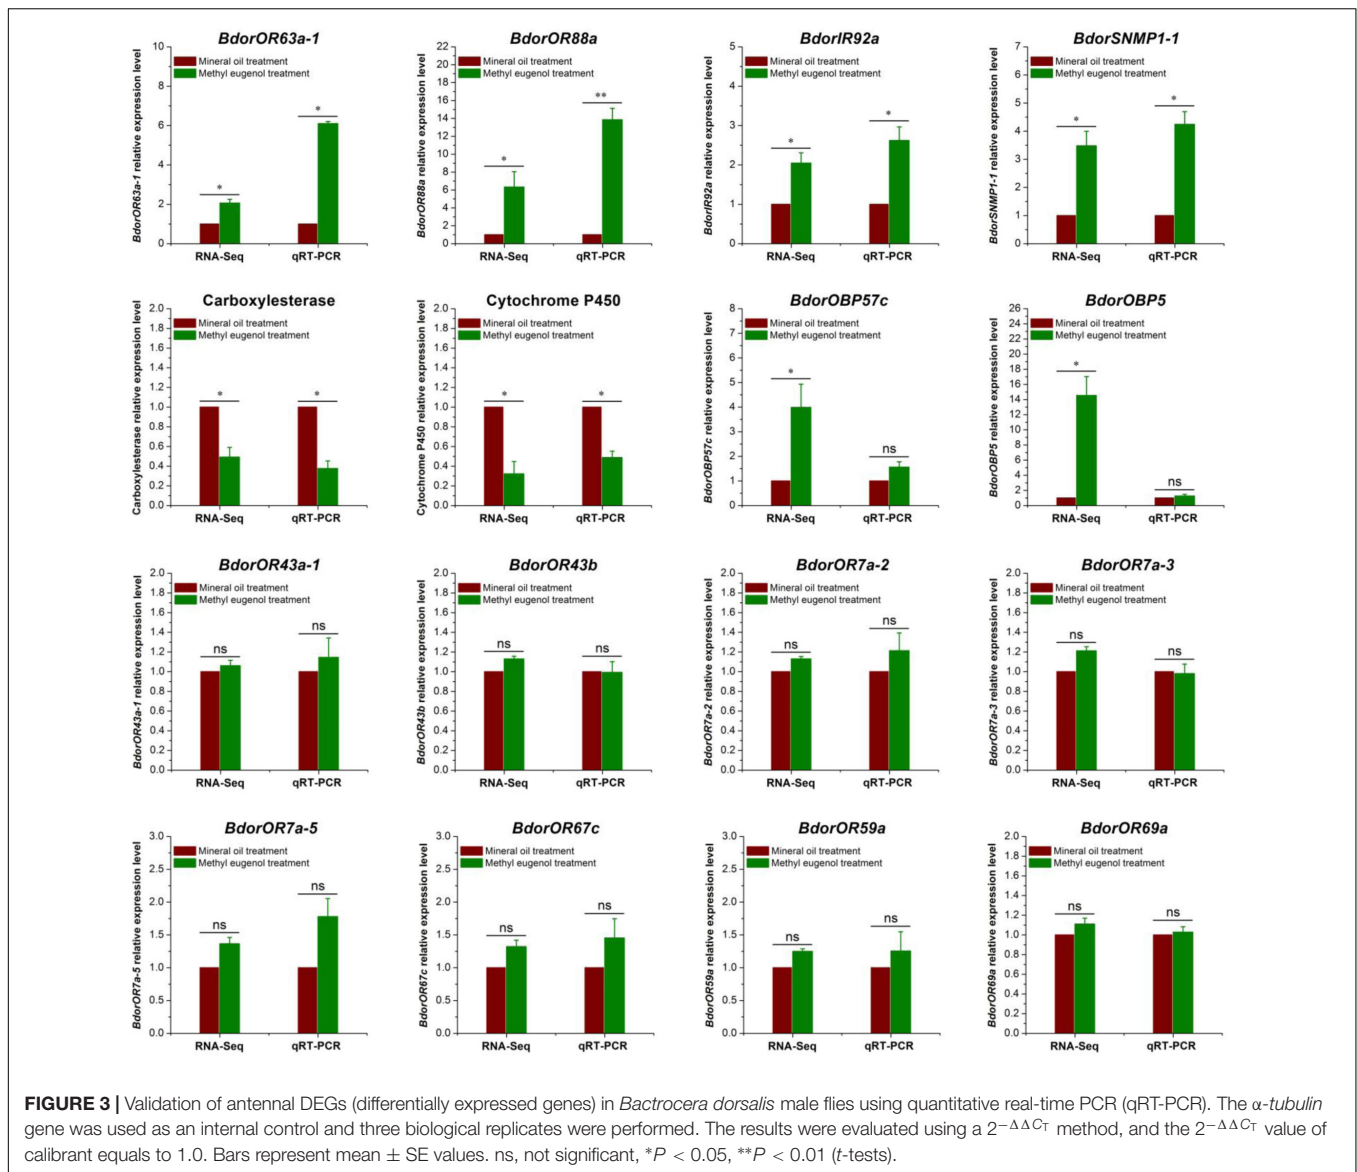 BdorOR63a-1
BdorOR63a-1 relative expression level
10
8
6
4
2
0
Mineral oil treatment
Methyl eugenol treatment
*
*
RNA-Seq
qRT-PCR
BdorOR88a
BdorOR88a relative expression level
22
20
18
16
14
12
10
8
6
4
2
0
Mineral oil treatment
Methyl eugenol treatment
*
**
RNA-Seq
qRT-PCR
BdorIR92a
BdorIR92a relative expression level
5
4
3
2
1
0
Mineral oil treatment
Methyl eugenol treatment
*
*
RNA-Seq
qRT-PCR
BdorSNMP1-1
BdorSNMP1-1 relative expression level
7
6
5
4
3
2
1
0
Mineral oil treatment
Methyl eugenol treatment
*
*
RNA-Seq
qRT-PCR
Carboxylesterase
Carboxylesterase relative expression level
2.0
1.8
1.6
1.4
1.2
1.0
0.8
0.6
0.4
0.2
0.0
Mineral oil treatment
Methyl eugenol treatment
*
*
RNA-Seq
qRT-PCR
Cytochrome P450
Cytochrome P450 relative expression level
2.0
1.8
1.6
1.4
1.2
1.0
0.8
0.6
0.4
0.2
0.0
Mineral oil treatment
Methyl eugenol treatment
*
*
RNA-Seq
qRT-PCR
BdorOBP57c
BdorOBP57c relative expression level
8
7
6
5
4
3
2
1
0
Mineral oil treatment
Methyl eugenol treatment
*
ns
RNA-Seq
qRT-PCR
BdorOBP5
BdorOBP5 relative expression level
26
24
22
20
18
16
14
12
10
8
6
4
2
0
Mineral oil treatment
Methyl eugenol treatment
*
ns
RNA-Seq
qRT-PCR
BdorOR43a-1
BdorOR43a-1 relative expression level
2.0
1.8
1.6
1.4
1.2
1.0
0.8
0.6
0.4
0.2
0.0
Mineral oil treatment
Methyl eugenol treatment
ns
ns
RNA-Seq
qRT-PCR
BdorOR43b
BdorOR43b relative expression level
2.0
1.8
1.6
1.4
1.2
1.0
0.8
0.6
0.4
0.2
0.0
Mineral oil treatment
Methyl eugenol treatment
ns
ns
RNA-Seq
qRT-PCR
BdorOR7a-2
BdorOR7a-2 relative expression level
2.0
1.8
1.6
1.4
1.2
1.0
0.8
0.6
0.4
0.2
0.0
Mineral oil treatment
Methyl eugenol treatment
ns
ns
RNA-Seq
qRT-PCR
BdorOR7a-3
BdorOR7a-3 relative expression level
2.0
1.8
1.6
1.4
1.2
1.0
0.8
0.6
0.4
0.2
0.0
Mineral oil treatment
Methyl eugenol treatment
ns
ns
RNA-Seq
qRT-PCR
BdorOR7a-5
BdorOR7a-5 relative expression level
3.0
2.5
2.0
1.5
1.0
0.5
0.0
Mineral oil treatment
Methyl eugenol treatment
ns
ns
RNA-Seq
qRT-PCR
BdorOR67c
BdorOR67c relative expression level
3.0
2.5
2.0
1.5
1.0
0.5
0.0
Mineral oil treatment
Methyl eugenol treatment
ns
ns
RNA-Seq
qRT-PCR
BdorOR59a
BdorOR59a relative expression level
3.0
2.5
2.0
1.5
1.0
0.5
0.0
Mineral oil treatment
Methyl eugenol treatment
ns
ns
RNA-Seq
qRT-PCR
BdorOR69a
BdorOR69a relative expression level
2.0
1.8
1.6
1.4
1.2
1.0
0.8
0.6
0.4
0.2
0.0
Mineral oil treatment
Methyl eugenol treatment
ns
ns
RNA-Seq
qRT-PCR
FIGURE 3 | Validation of antennal DEGs (differentially expressed genes) in Bactrocera dorsalis male flies using quantitative real-time PCR (qRT-PCR). The α-tubulin
gene was used as an internal control and three biological replicates were performed. The results were evaluated using a 2^−ΔΔCT method, and the 2^−ΔΔCT value of
calibrant equals to 1.0. Bars represent mean ± SE values. ns, not significant, *P < 0.05, **P < 0.01 (t-tests).